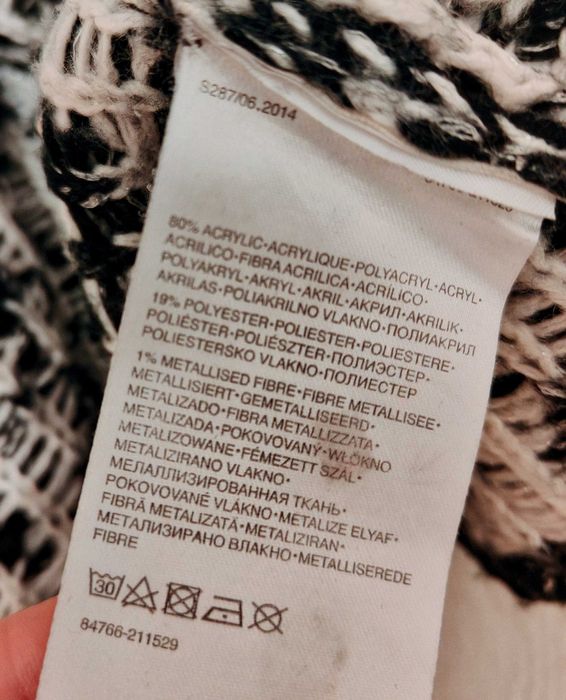 S287/06.2014
80% ACRYLIC·ACRYLIQUE·POLYACRYL·ACRYL·
ACRILICO·FIBRA ACRILICA·ACRÍLICO·
POLYAKRYL·AKRYL·AKRIL·АКРИЛ·AKRILIK·
AKRILAS·POLIAKRILNO VLAKNO·ПОЛИАКРИЛ
19% POLYESTER·POLIESTER·POLIESTERE·
POLIÉSTER·POLIÉSZTER·ПОЛИЭСТЕР·
POLIESTERSKO VLAKNO·ПОЛИЕСТЕР
1% METALLISED FIBRE·FIBRE METALLISEE·
METALLISIERT·GEMETALLISEERD·
METALIZADO·FIBRA METALLIZZATA·
METALIZADA·POKOVOVANÝ·WŁÓKNO
METALIZOWANE·FÉMEZETT SZÁL·
METALIZIRANO VLAKNO·
МЕЛАЛЛИЗИРОВАННАЯ ТКАНЬ·
POKOVOVANÉ VLÁKNO·METALIZE ELYAF·
FIBRĂ METALIZATĂ·METALIZIRAN·
МЕТАЛИЗИРАНО ВЛАКНО·METALLISEREDE
FIBRE
30
84766-211529